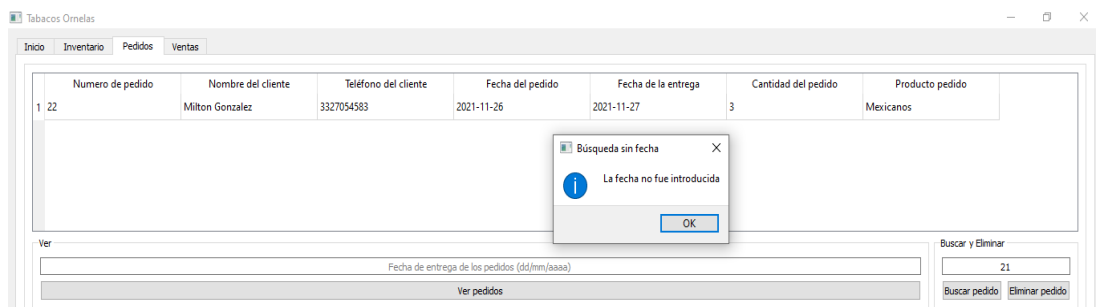 Tabacos Ornelas
Inicio Inventario Pedidos Ventas
Numero de pedido Nombre del cliente Teléfono del cliente Fecha del pedido Fecha de la entrega Cantidad del pedido Producto pedido
1 22 Milton Gonzalez 3327054583 2021-11-26 2021-11-27 3 Mexicanos
Búsqueda sin fecha
La fecha no fue introducida
OK
Ver
Fecha de entrega de los pedidos (dd/mm/aaaa)
Ver pedidos
Buscar y Eliminar
21
Buscar pedido Eliminar pedido